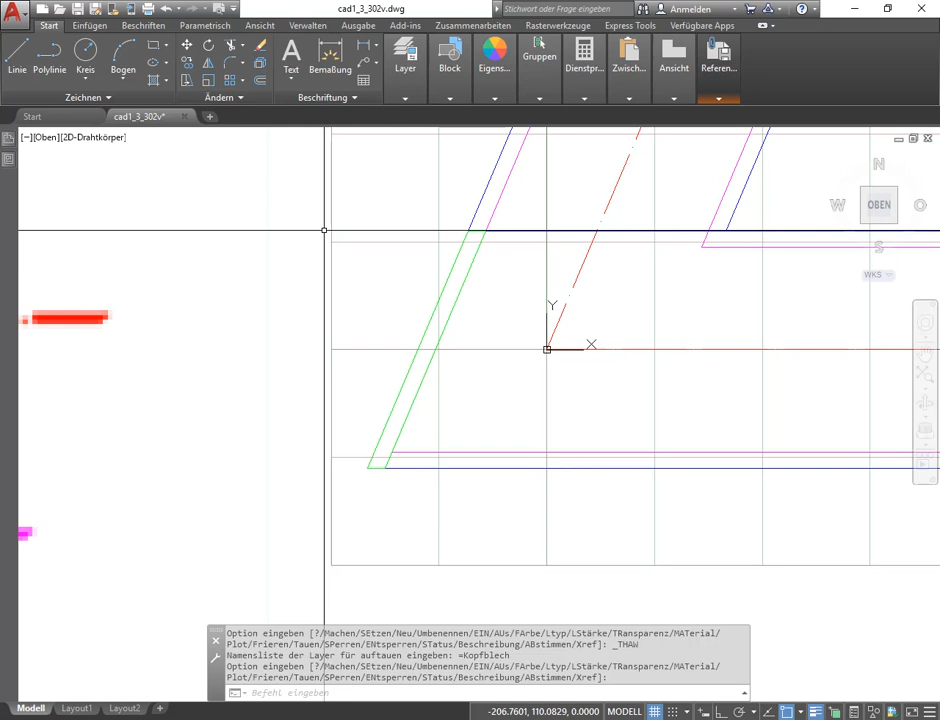 cad1_3_302v.dwg
Stichwort oder Frage eingeben
Anmelden
Start
Einfügen
Beschriften
Parametrisch
Ansicht
Verwalten
Ausgabe
Add-ins
Zusammenarbeiten
Rasterwerkzeuge
Express Tools
Verfügbare Apps
Linie
Polylinie
Kreis
Bogen
Text
Bemaßung
Layer
Block
Eigens...
Gruppen
Dienstpr...
Zwisch...
Ansicht
Referen...
Zeichnen
Ändern
Beschriftung
Start
cad1_3_302v*
[−][Oben][2D-Drahtkörper]
N
W
OBEN
O
S
WKS
Y
X
Option eingeben [?/Machen/SEtzen/Neu/Umbenennen/EIN/AUs/FArbe/Ltyp/LStärke/TRansparenz/MATerial/
Plot/Frieren/Tauen/SPerren/ENtsperren/STatus/Beschreibung/ABstimmen/Xref]: _THAW
Namensliste der Layer für auftauen eingeben: =Kopfblech
Option eingeben [?/Machen/SEtzen/Neu/Umbenennen/EIN/AUs/FArbe/Ltyp/LStärke/TRansparenz/MATerial/
Plot/Frieren/Tauen/SPerren/ENtsperren/STatus/Beschreibung/ABstimmen/Xref]:
Befehl eingeben
Modell
Layout1
Layout2
-206.7601, 110.0829, 0.0000
MODELL